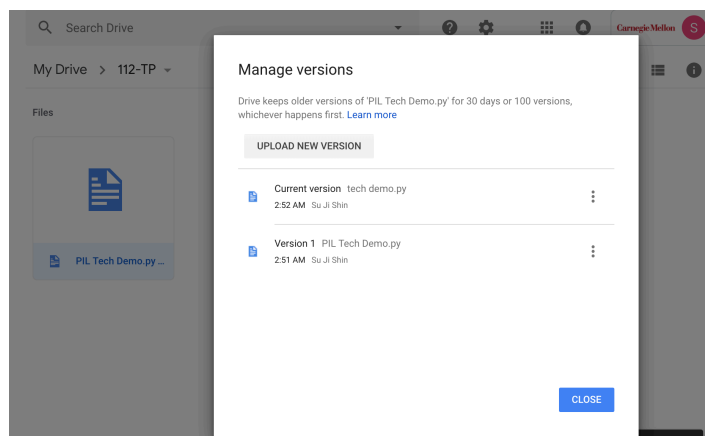 Search Drive
Carnegie Mellon
S
My Drive > 112-TP
Files
PIL Tech Demo.py ...
Manage versions
Drive keeps older versions of 'PIL Tech Demo.py' for 30 days or 100 versions,
whichever happens first. Learn more
UPLOAD NEW VERSION
Current version tech demo.py
2:52 AM Su Ji Shin
Version 1 PIL Tech Demo.py
2:51 AM Su Ji Shin
CLOSE